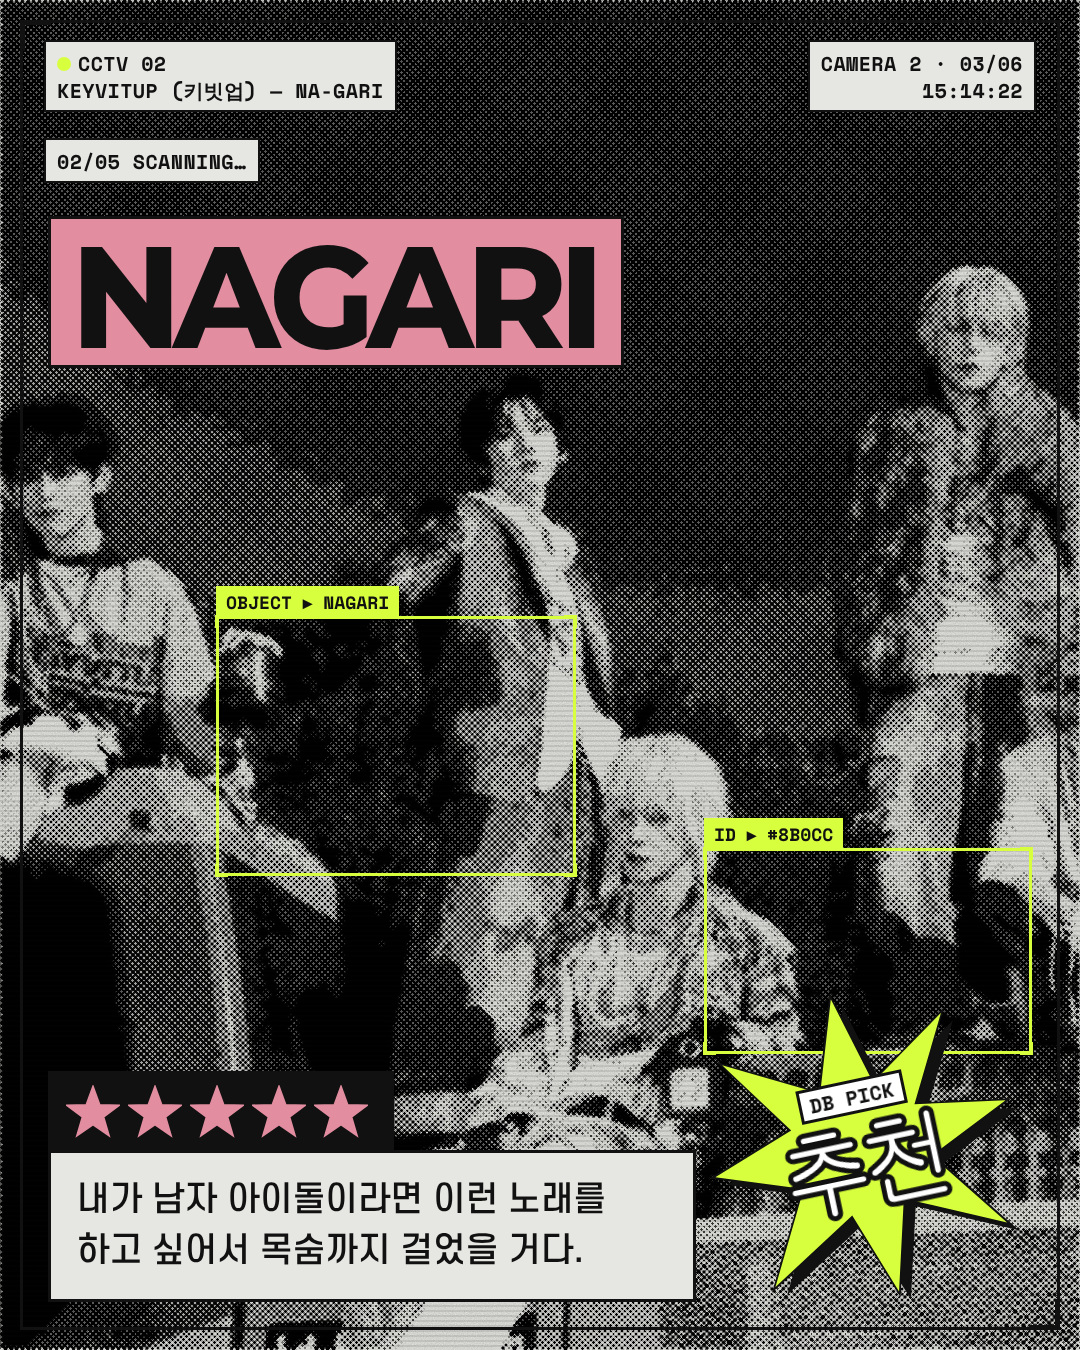 CCTV 02
KEYVITUP (키빗업) — NA-GARI
CAMERA 2 · 03/06
15:14:22
02/05 SCANNING…
NAGARI
OBJECT ▶ NAGARI
ID ▶ #8B0CC
DB PICK
추천
★★★★★
내가 남자 아이돌이라면 이런 노래를
하고 싶어서 목숨까지 걸었을 거다.